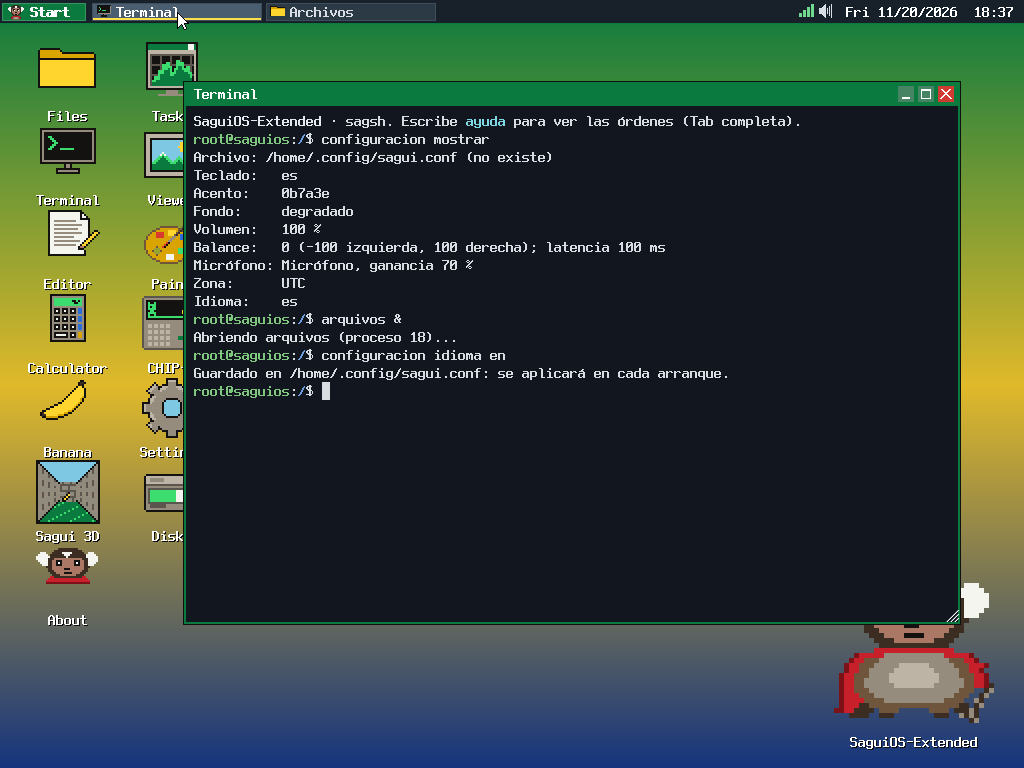 Start
Terminal
Archivos
Fri 11/20/2026 18:37
Files
Task
Terminal
Viewe
Editor
Pain
Calculator
CHIP-
Banana
Settin
Sagui 3D
Disk
About
Terminal
SaguiOS-Extended · sagsh. Escribe ayuda para ver las órdenes (Tab completa).
root@saguios:/$ configuracion mostrar
Archivo: /home/.config/sagui.conf (no existe)
Teclado: es
Acento: 0b7a3e
Fondo: degradado
Volumen: 100 %
Balance: 0 (-100 izquierda, 100 derecha); latencia 100 ms
Micrófono: Micrófono, ganancia 70 %
Zona: UTC
Idioma: es
root@saguios:/$ arquivos &
Abriendo arquivos (proceso 18)...
root@saguios:/$ configuracion idioma en
Guardado en /home/.config/sagui.conf: se aplicará en cada arranque.
root@saguios:/$
SaguiOS-Extended